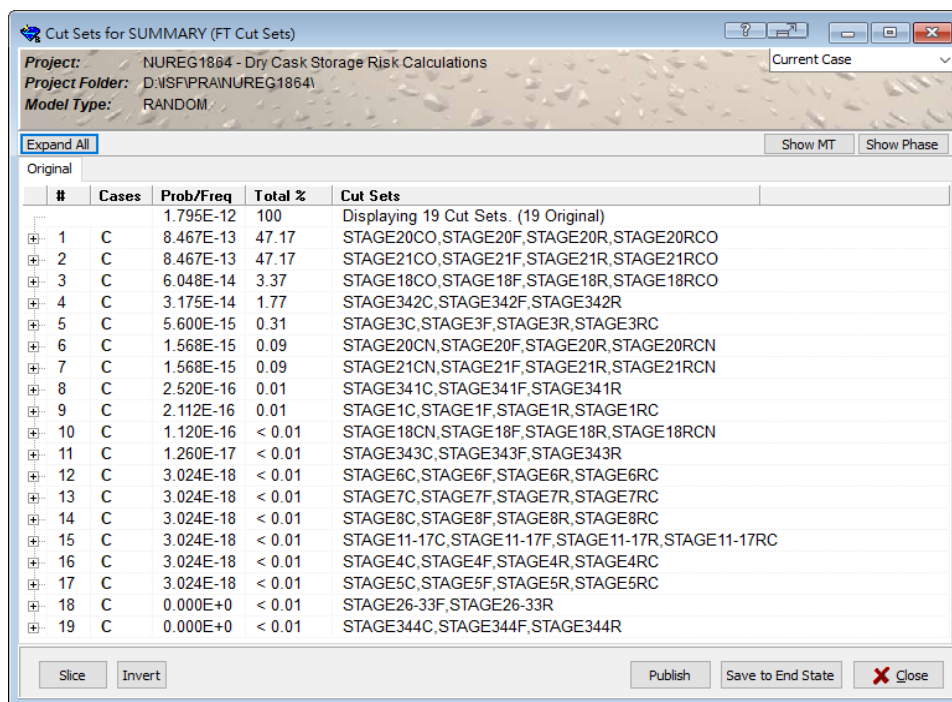 Cut Sets for SUMMARY (FT Cut Sets)
Project: NUREG1864 - Dry Cask Storage Risk Calculations
Current Case
Project Folder: D:\ISF\PRA\NUREG1864\
Model Type: RANDOM
Expand All Show MT Show Phase
Original
# Cases Prob/Freq Total % Cut Sets
1.795E-12 100 Displaying 19 Cut Sets. (19 Original)
1 C 8.467E-13 47.17 STAGE20CO,STAGE20F,STAGE20R,STAGE20RCO
2 C 8.467E-13 47.17 STAGE21CO,STAGE21F,STAGE21R,STAGE21RCO
3 C 6.048E-14 3.37 STAGE18CO,STAGE18F,STAGE18R,STAGE18RCO
4 C 3.175E-14 1.77 STAGE342C,STAGE342F,STAGE342R
5 C 5.600E-15 0.31 STAGE3C,STAGE3F,STAGE3R,STAGE3RC
6 C 1.568E-15 0.09 STAGE20CN,STAGE20F,STAGE20R,STAGE20RCN
7 C 1.568E-15 0.09 STAGE21CN,STAGE21F,STAGE21R,STAGE21RCN
8 C 2.520E-16 0.01 STAGE341C,STAGE341F,STAGE341R
9 C 2.112E-16 0.01 STAGE1C,STAGE1F,STAGE1R,STAGE1RC
10 C 1.120E-16 < 0.01 STAGE18CN,STAGE18F,STAGE18R,STAGE18RCN
11 C 1.260E-17 < 0.01 STAGE343C,STAGE343F,STAGE343R
12 C 3.024E-18 < 0.01 STAGE6C,STAGE6F,STAGE6R,STAGE6RC
13 C 3.024E-18 < 0.01 STAGE7C,STAGE7F,STAGE7R,STAGE7RC
14 C 3.024E-18 < 0.01 STAGE8C,STAGE8F,STAGE8R,STAGE8RC
15 C 3.024E-18 < 0.01 STAGE11-17C,STAGE11-17F,STAGE11-17R,STAGE11-17RC
16 C 3.024E-18 < 0.01 STAGE4C,STAGE4F,STAGE4R,STAGE4RC
17 C 3.024E-18 < 0.01 STAGE5C,STAGE5F,STAGE5R,STAGE5RC
18 C 0.000E+0 < 0.01 STAGE26-33F,STAGE26-33R
19 C 0.000E+0 < 0.01 STAGE344C,STAGE344F,STAGE344R
Slice Invert Publish Save to End State Close